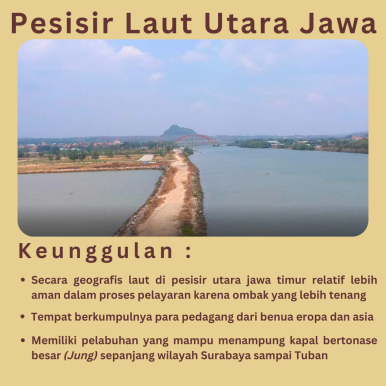 Pesisir Laut Utara Jawa
Keunggulan :
• Secara geografis laut di pesisir utara jawa timur relatif lebih
aman dalam proses pelayaran karena ombak yang lebih tenang
• Tempat berkumpulnya para pedagang dari benua eropa dan asia
• Memiliki pelabuhan yang mampu menampung kapal bertonase
besar (Jung) sepanjang wilayah Surabaya sampai Tuban